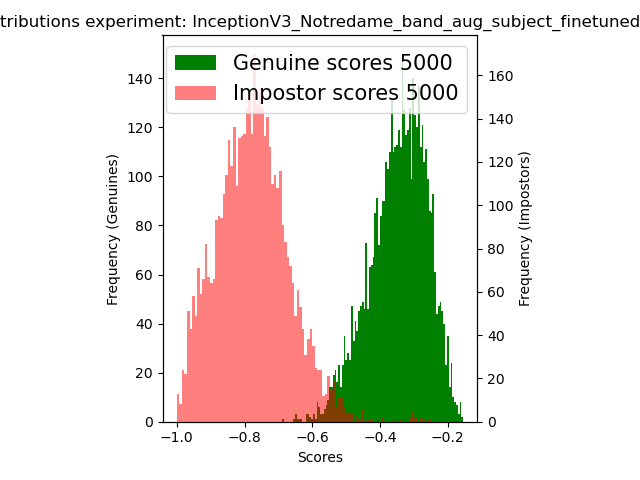 tributions experiment: InceptionV3_Notredame_band_aug_subject_finetuned
Genuine scores 5000
Impostor scores 5000
Frequency (Genuines)
140
120
100
80
60
40
20
0
Frequency (Impostors)
160
140
120
100
80
60
40
20
0
−1.0 −0.8 −0.6 −0.4 −0.2
Scores